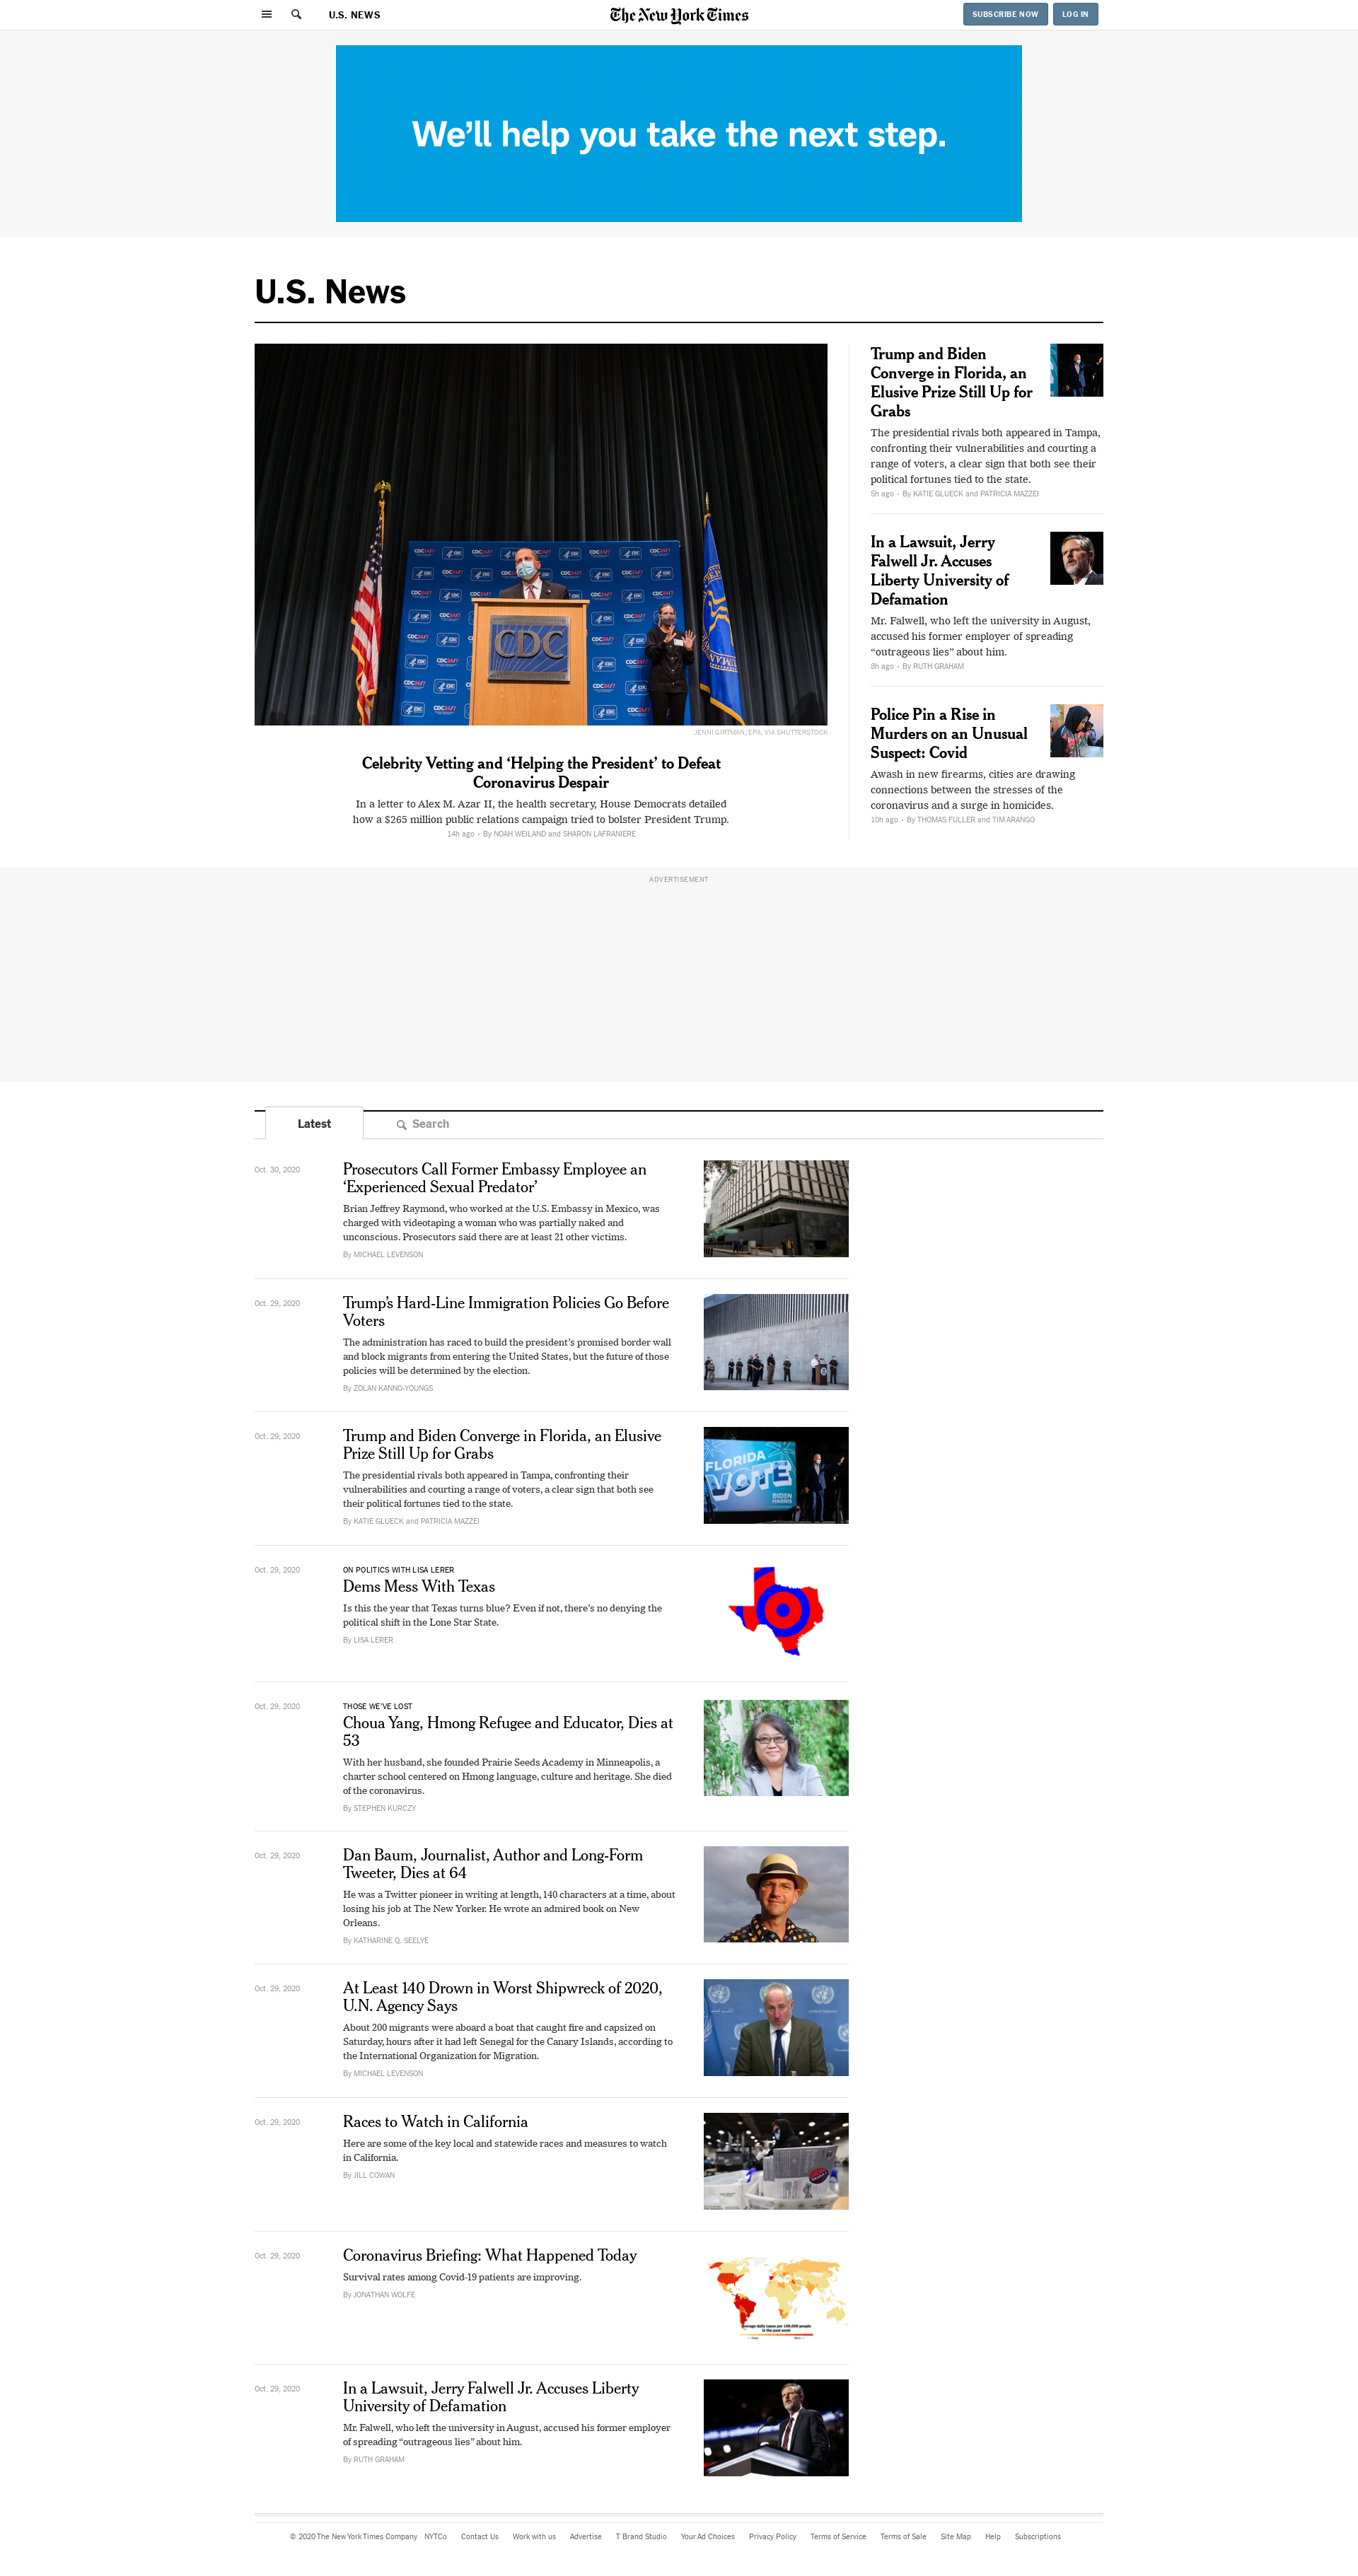 U.S. NEWS
The New York Times
SUBSCRIBE NOW
LOG IN
We’ll help you take the next step.
U.S. News
JENNI GIRTMAN/EPA, VIA SHUTTERSTOCK
Celebrity Vetting and ‘Helping the President’ to Defeat
Coronavirus Despair
In a letter to Alex M. Azar II, the health secretary, House Democrats detailed
how a $265 million public relations campaign tried to bolster President Trump.
14h ago • By NOAH WEILAND and SHARON LAFRANIERE
CDC
Trump and Biden
Converge in Florida, an
Elusive Prize Still Up for
Grabs
The presidential rivals both appeared in Tampa,
confronting their vulnerabilities and courting a
range of voters, a clear sign that both see their
political fortunes tied to the state.
5h ago • By KATIE GLUECK and PATRICIA MAZZEI
In a Lawsuit, Jerry
Falwell Jr. Accuses
Liberty University of
Defamation
Mr. Falwell, who left the university in August,
accused his former employer of spreading
“outrageous lies” about him.
8h ago • By RUTH GRAHAM
Police Pin a Rise in
Murders on an Unusual
Suspect: Covid
Awash in new firearms, cities are drawing
connections between the stresses of the
coronavirus and a surge in homicides.
10h ago • By THOMAS FULLER and TIM ARANGO
ADVERTISEMENT
Latest
Search
Oct. 30, 2020
Prosecutors Call Former Embassy Employee an
‘Experienced Sexual Predator’
Brian Jeffrey Raymond, who worked at the U.S. Embassy in Mexico, was
charged with videotaping a woman who was partially naked and
unconscious. Prosecutors said there are at least 21 other victims.
By MICHAEL LEVENSON
Oct. 29, 2020
Trump’s Hard-Line Immigration Policies Go Before
Voters
The administration has raced to build the president’s promised border wall
and block migrants from entering the United States, but the future of those
policies will be determined by the election.
By ZOLAN KANNO-YOUNGS
Oct. 29, 2020
Trump and Biden Converge in Florida, an Elusive
Prize Still Up for Grabs
The presidential rivals both appeared in Tampa, confronting their
vulnerabilities and courting a range of voters, a clear sign that both see
their political fortunes tied to the state.
By KATIE GLUECK and PATRICIA MAZZEI
FLORIDA
VOTE
BIDEN
HARRIS
Oct. 29, 2020
ON POLITICS WITH LISA LERER
Dems Mess With Texas
Is this the year that Texas turns blue? Even if not, there’s no denying the
political shift in the Lone Star State.
By LISA LERER
Oct. 29, 2020
THOSE WE’VE LOST
Choua Yang, Hmong Refugee and Educator, Dies at
53
With her husband, she founded Prairie Seeds Academy in Minneapolis, a
charter school centered on Hmong language, culture and heritage. She died
of the coronavirus.
By STEPHEN KURCZY
Oct. 29, 2020
Dan Baum, Journalist, Author and Long-Form
Tweeter, Dies at 64
He was a Twitter pioneer in writing at length, 140 characters at a time, about
losing his job at The New Yorker. He wrote an admired book on New
Orleans.
By KATHARINE Q. SEELYE
Oct. 29, 2020
At Least 140 Drown in Worst Shipwreck of 2020,
U.N. Agency Says
About 200 migrants were aboard a boat that caught fire and capsized on
Saturday, hours after it had left Senegal for the Canary Islands, according to
the International Organization for Migration.
By MICHAEL LEVENSON
Oct. 29, 2020
Races to Watch in California
Here are some of the key local and statewide races and measures to watch
in California.
By JILL COWAN
Oct. 29, 2020
Coronavirus Briefing: What Happened Today
Survival rates among Covid-19 patients are improving.
By JONATHAN WOLFE
Average daily cases per 100,000 people
in the past week
Oct. 29, 2020
In a Lawsuit, Jerry Falwell Jr. Accuses Liberty
University of Defamation
Mr. Falwell, who left the university in August, accused his former employer
of spreading “outrageous lies” about him.
By RUTH GRAHAM
© 2020 The New York Times Company NYTCo Contact Us Work with us Advertise T Brand Studio Your Ad Choices Privacy Policy Terms of Service Terms of Sale Site Map Help Subscriptions